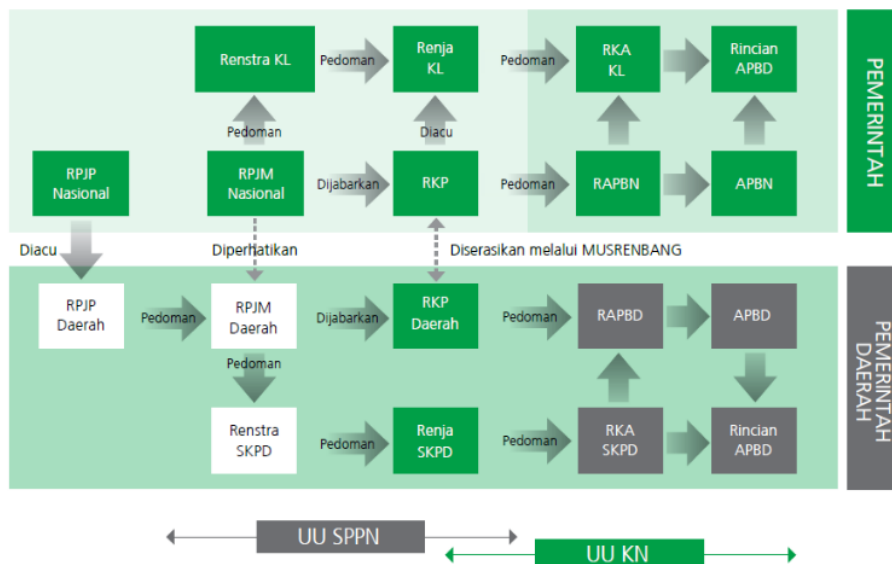 Renstra KL
Pedoman
Renja
KL
Pedoman
RKA
KL
Rincian
APBD
PEMERINTAH
Pedoman
Diacu
RPJP
Nasional
RPJM
Nasional
Dijabarkan
RKP
Pedoman
RAPBN
APBN
Diacu
Diperhatikan
Diserasikan melalui MUSRENBANG
RPJP
Daerah
Pedoman
RPJM
Daerah
Dijabarkan
RKP
Daerah
Pedoman
RAPBD
APBD
PEMERINTAH
DAERAH
Pedoman
Renstra
SKPD
Pedoman
Renja
SKPD
Pedoman
RKA
SKPD
Rincian
APBD
UU SPPN
UU KN